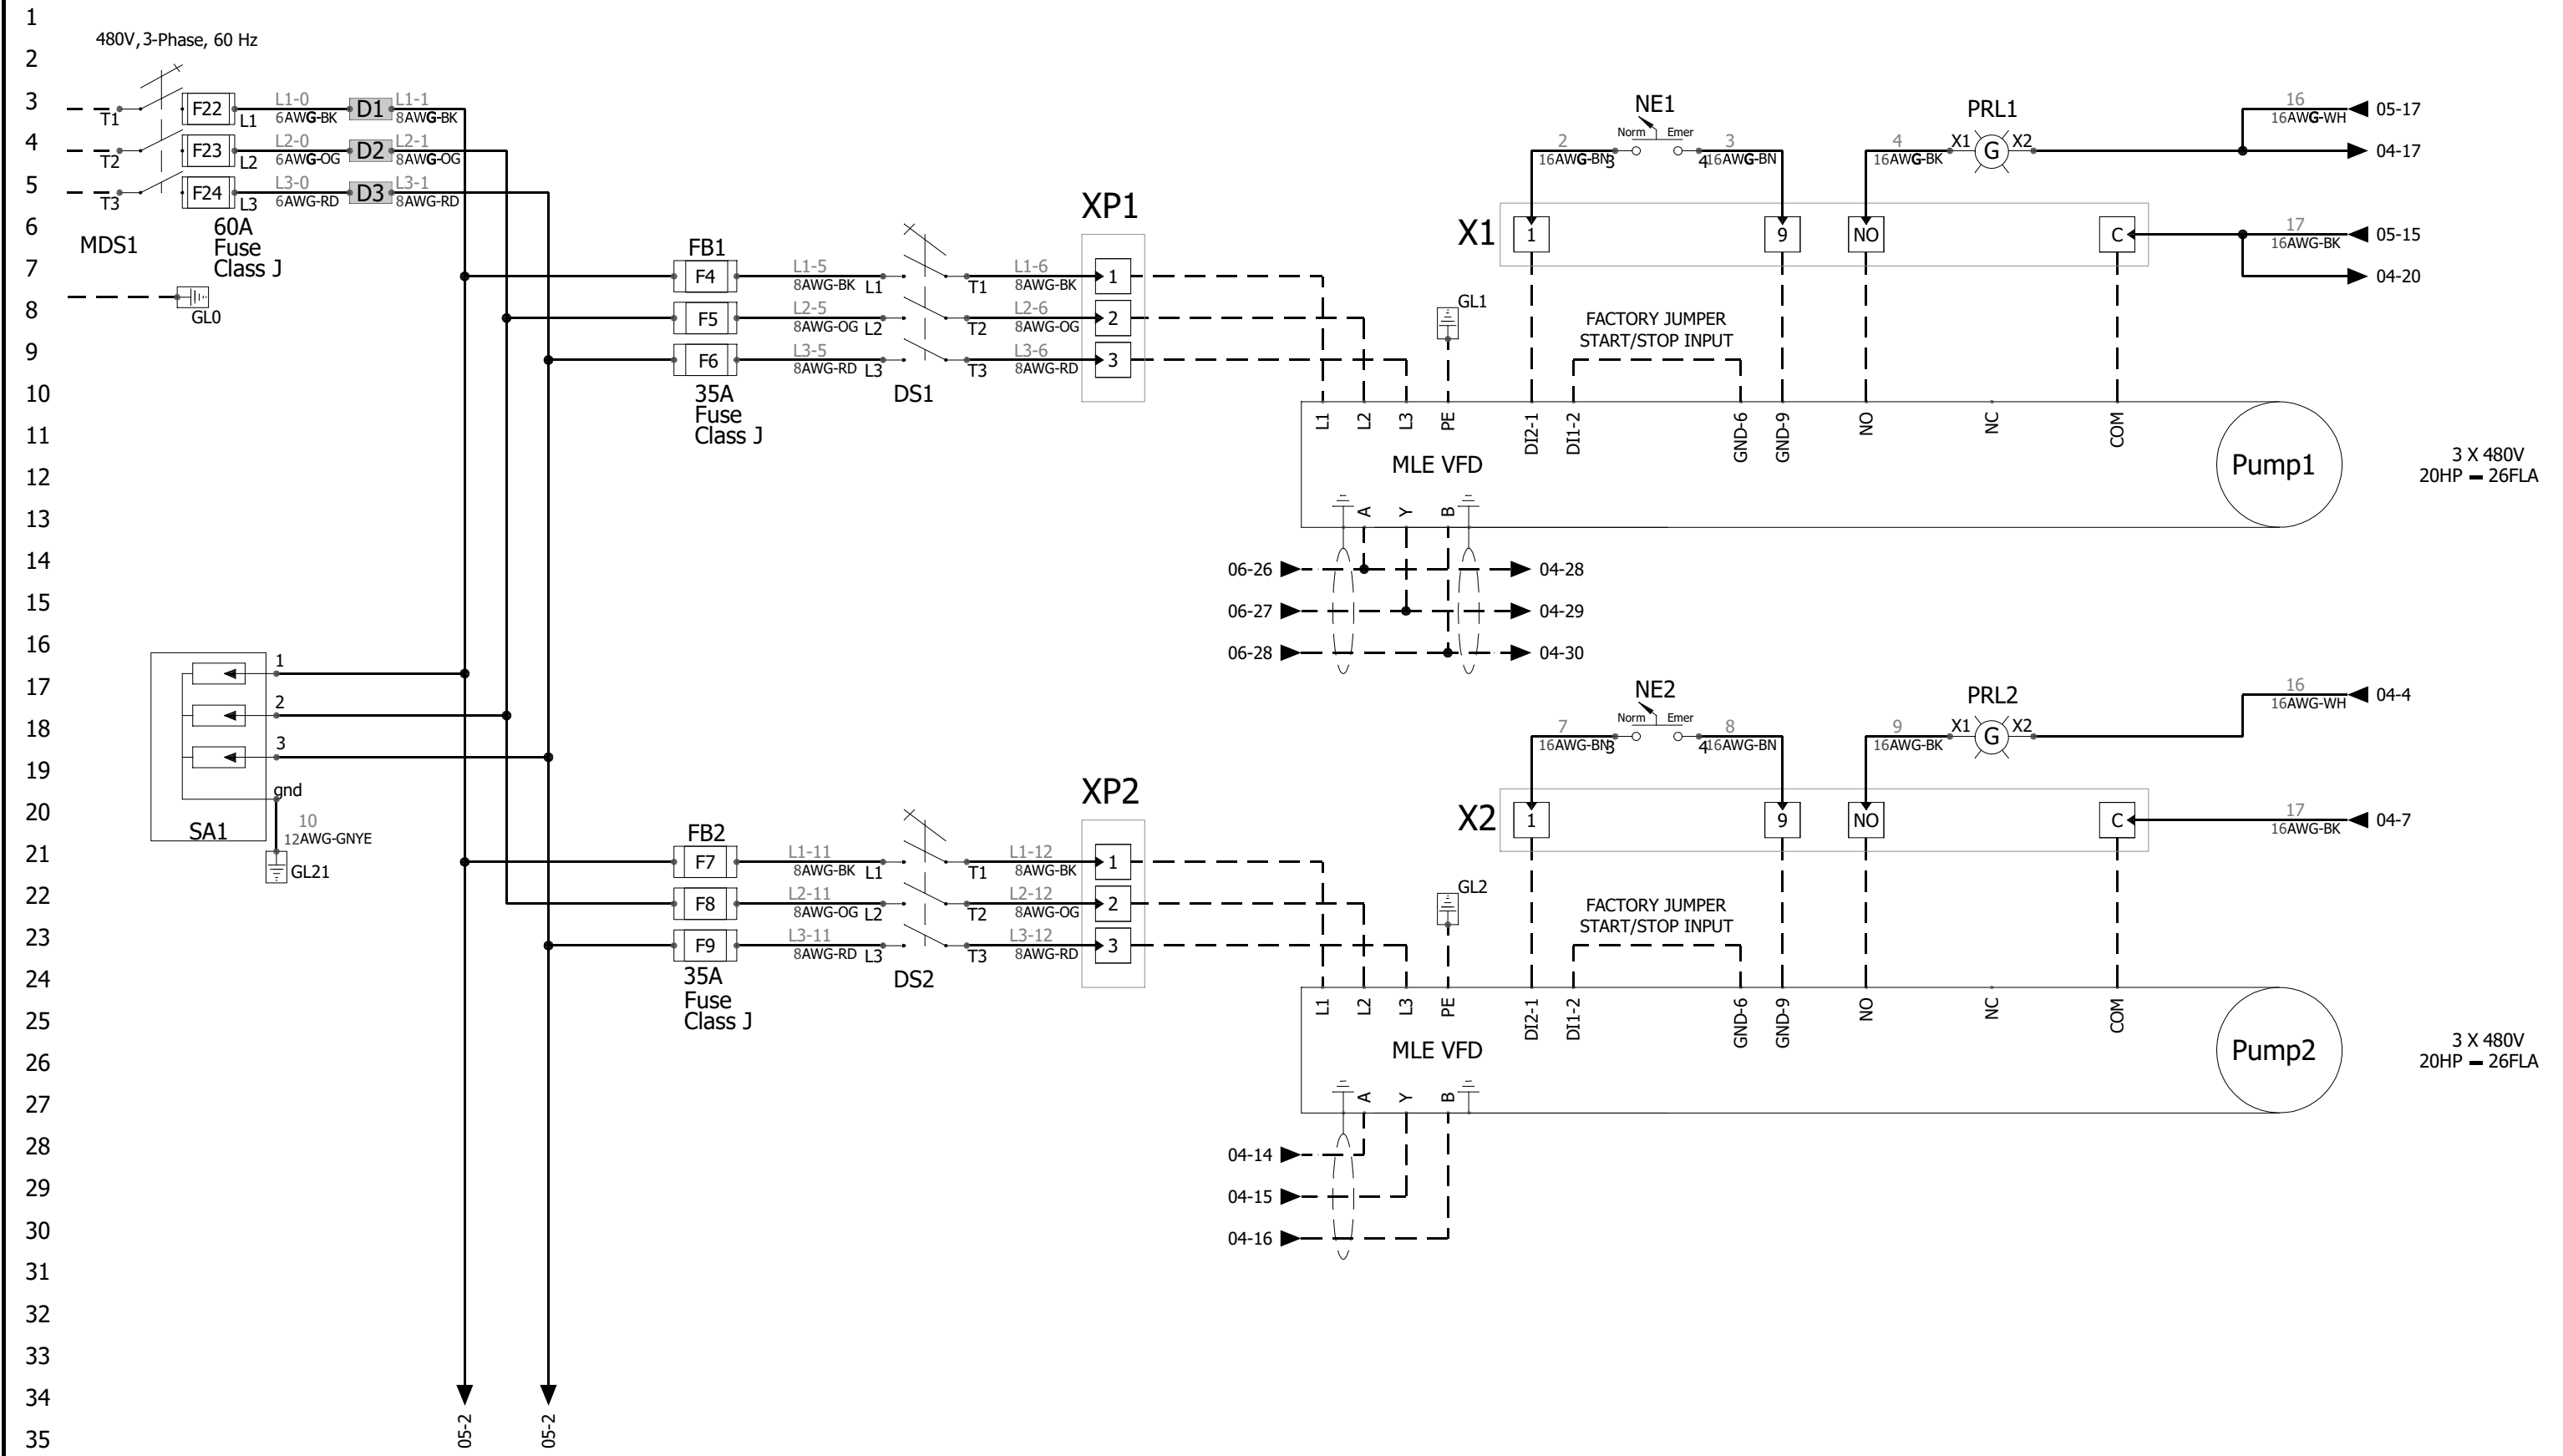 1
480V, 3-Phase, 60 Hz
2
3
T1
F22
L1
L1-0
6AWG-BK
D1
L1-1
8AWG-BK
4
T2
F23
L2
L2-0
6AWG-OG
D2
L2-1
8AWG-OG
5
T3
F24
L3
L3-0
6AWG-RD
D3
L3-1
8AWG-RD
6
MDS1
60A
Fuse
Class J
7
8
GL0
9
10
11
12
13
14
15
16
17
18
19
20
21
22
23
24
25
26
27
28
29
30
31
32
33
34
35
FB1
F4
L1-5
8AWG-BK
L1
T1
L1-6
8AWG-BK
F5
L2-5
8AWG-OG
L2
T2
L2-6
8AWG-OG
F6
L3-5
8AWG-RD
L3
T3
L3-6
8AWG-RD
35A
Fuse
Class J
DS1
XP1
1
2
3
NE1
Norm
Emer
2
16AWG-BN
3
4
3
16AWG-BN
PRL1
4
16AWG-BK
X1
G
X2
16
16AWG-WH
05-17
04-17
X1
1
9
NO
C
17
16AWG-BK
05-15
04-20
GL1
FACTORY JUMPER
START/STOP INPUT
L1
L2
L3
PE
DI2-1
DI1-2
GND-6
GND-9
NO
NC
COM
MLE VFD
Pump1
3 X 480V
20HP - 26FLA
A
Y
B
06-26
04-28
06-27
04-29
06-28
04-30
1
2
3
gnd
SA1
10
12AWG-GNYE
GL21
FB2
F7
L1-11
8AWG-BK
L1
T1
L1-12
8AWG-BK
F8
L2-11
8AWG-OG
L2
T2
L2-12
8AWG-OG
F9
L3-11
8AWG-RD
L3
T3
L3-12
8AWG-RD
35A
Fuse
Class J
DS2
XP2
1
2
3
NE2
Norm
Emer
7
16AWG-BN
3
4
8
16AWG-BN
PRL2
9
16AWG-BK
X1
G
X2
16
16AWG-WH
04-4
X2
1
9
NO
C
17
16AWG-BK
04-7
GL2
FACTORY JUMPER
START/STOP INPUT
L1
L2
L3
PE
DI2-1
DI1-2
GND-6
GND-9
NO
NC
COM
MLE VFD
Pump2
3 X 480V
20HP - 26FLA
A
Y
B
04-14
04-15
04-16
05-2
05-2